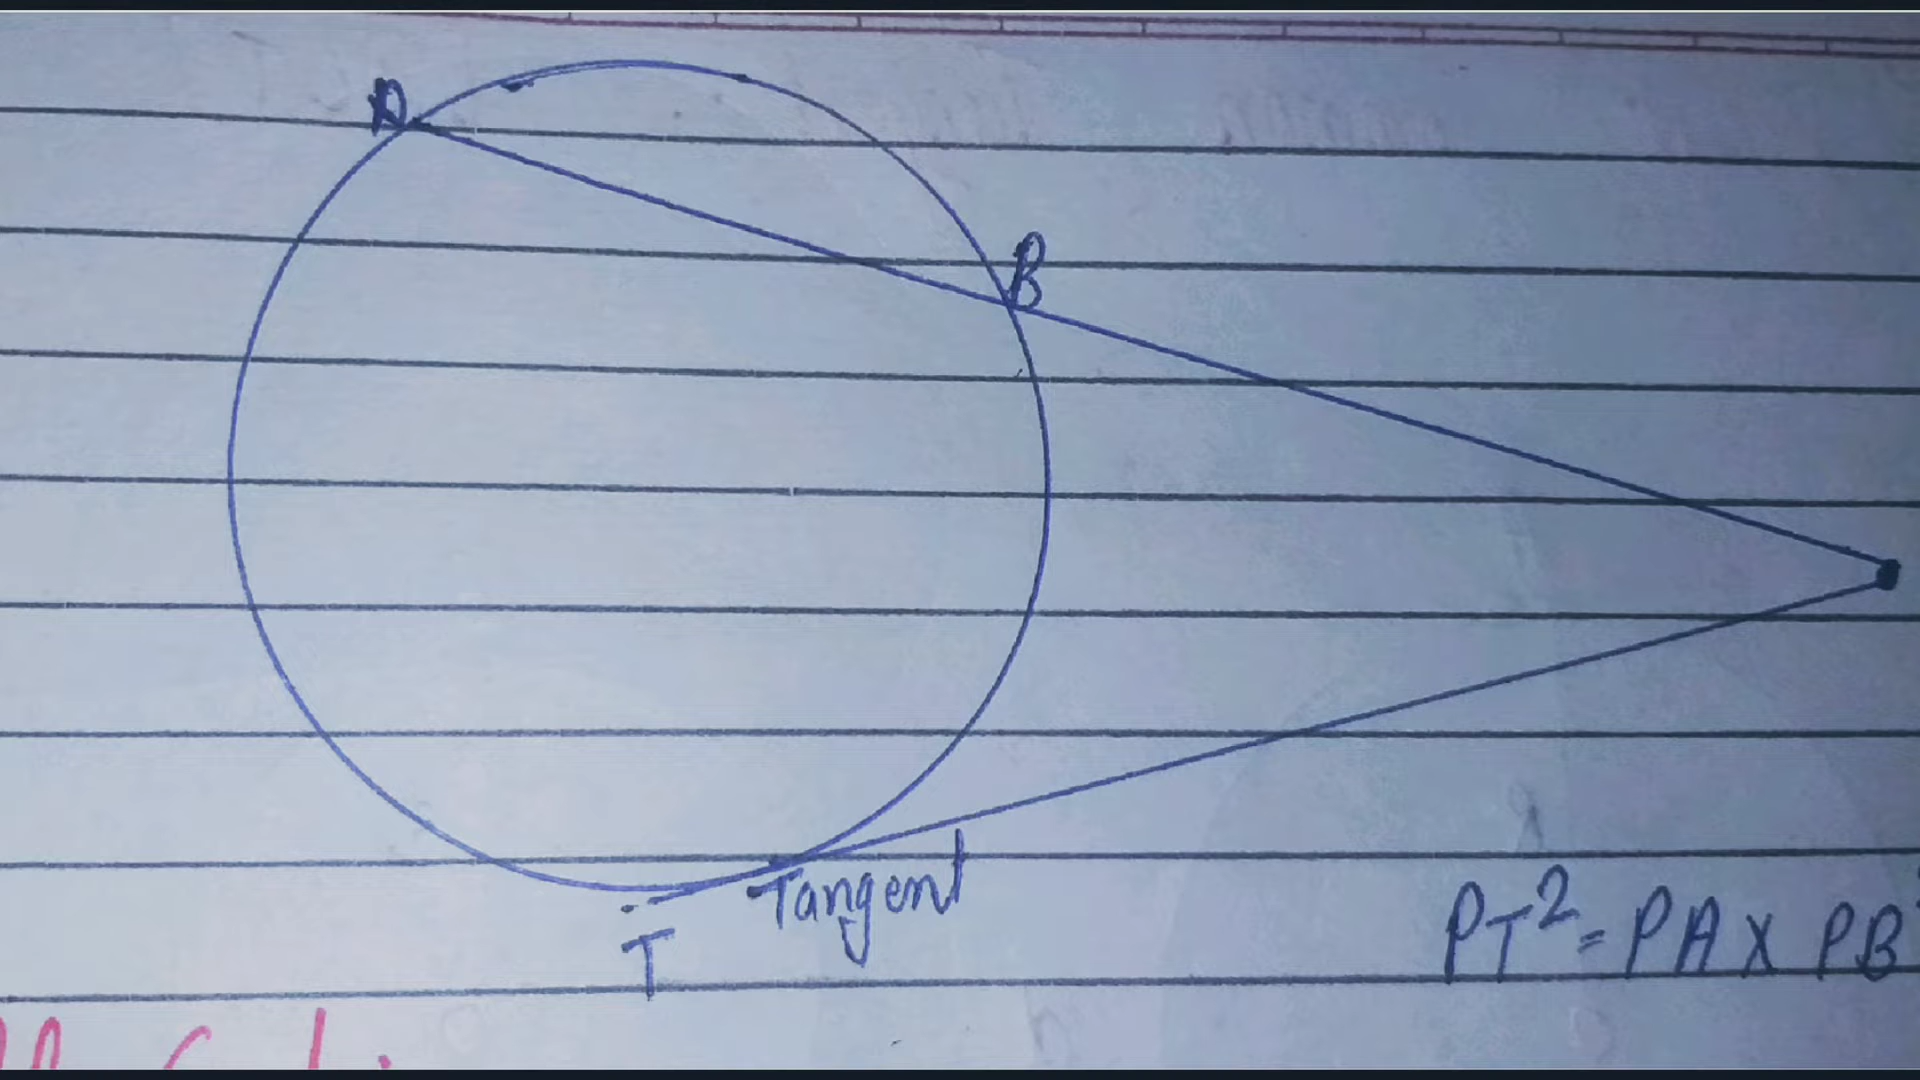 A
B
Tangent
T
PT² = PA X PB